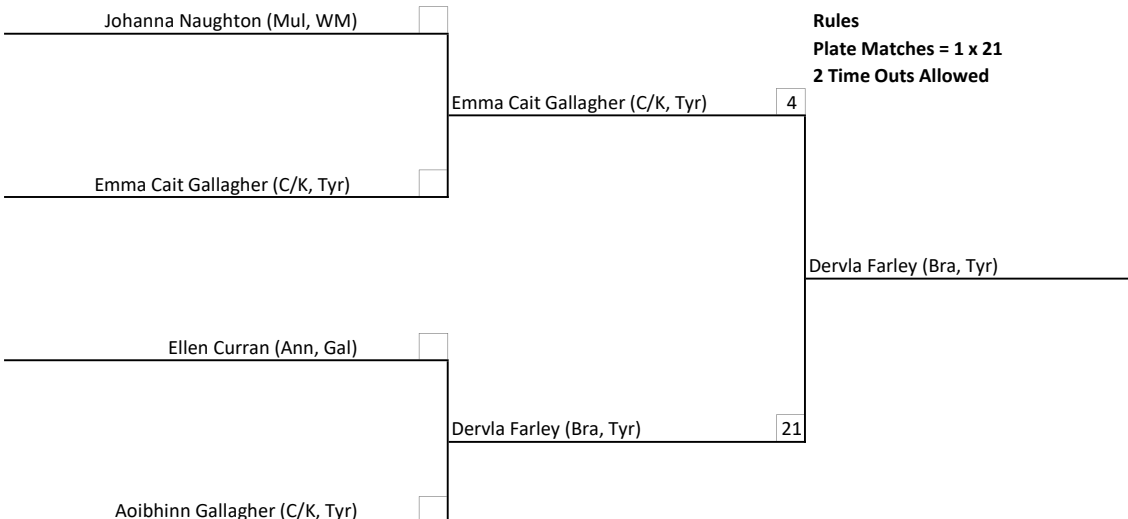 Johanna Naughton (Mul, WM)
Rules
Plate Matches = 1 x 21
2 Time Outs Allowed
Emma Cait Gallagher (C/K, Tyr) 4
Emma Cait Gallagher (C/K, Tyr)
Dervla Farley (Bra, Tyr)
Ellen Curran (Ann, Gal)
Dervla Farley (Bra, Tyr) 21
Aoibhinn Gallagher (C/K, Tyr)